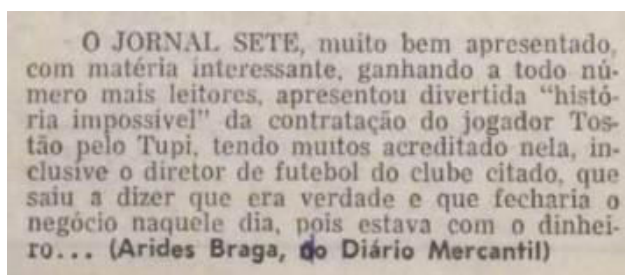 O JORNAL SETE, muito bem apresentado,
com matéria interessante, ganhando a todo nú-
mero mais leitores, apresentou divertida “histó-
ria impossível” da contratação do jogador Tos-
tão pelo Tupi, tendo muitos acreditado nela, in-
clusive o diretor de futebol do clube citado, que
saiu a dizer que era verdade e que fecharia o
negócio naquele dia, pois estava com o dinhei-
ro... (Arides Braga, do Diário Mercantil)